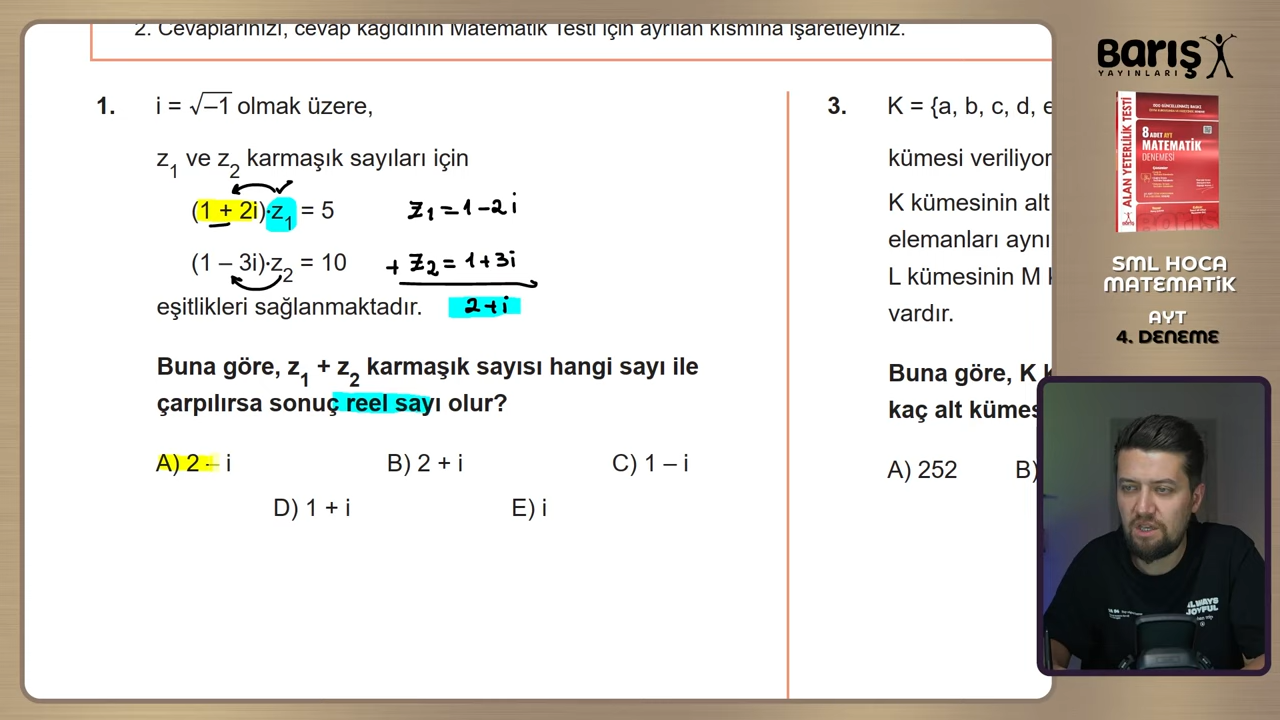 2. Cevaplarınızı, cevap kağıdının Matematik Testi için ayrılan kısmına işaretleyiniz.
1. i = √–1 olmak üzere,
z1 ve z2 karmaşık sayıları için
(1 + 2i)·z1 = 5
z1 = 1 - 2i
(1 – 3i)·z2 = 10
+ z2 = 1 + 3i
eşitlikleri sağlanmaktadır.
2 + i
Buna göre, z1 + z2 karmaşık sayısı hangi sayı ile
çarpılırsa sonuç reel sayı olur?
A) 2 – i B) 2 + i C) 1 – i
D) 1 + i E) i
3. K = {a, b, c, d, e
kümesi veriliyor
K kümesinin alt
elemanları aynı
L kümesinin M k
vardır.
Buna göre, K k
kaç alt kümes
A) 252 B)
Barış
YAYINLARI
ALAN YETERLİLİK TESTİ
8 ADET AYT
MATEMATİK
DENEMESİ
SML HOCA
MATEMATİK
AYT
4. DENEME
ALWAYS
JOYFUL